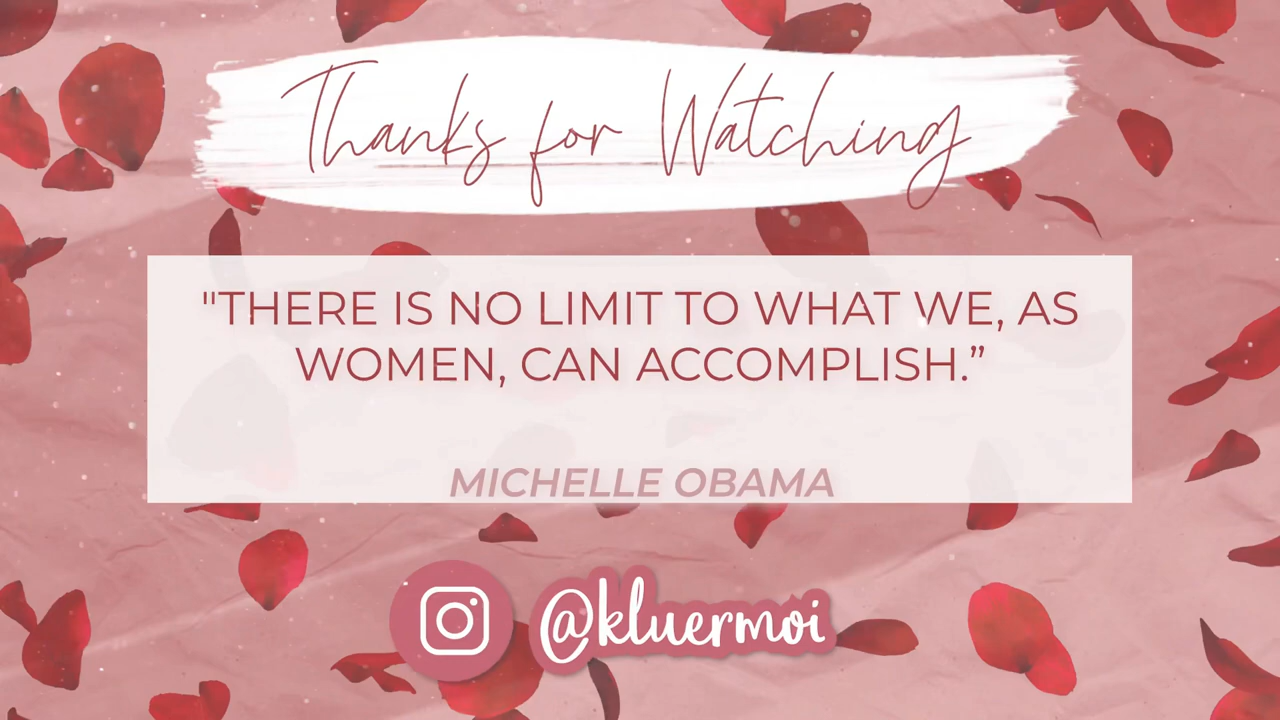 Thanks for Watching
"THERE IS NO LIMIT TO WHAT WE, AS
WOMEN, CAN ACCOMPLISH.”
MICHELLE OBAMA
@kluermoi